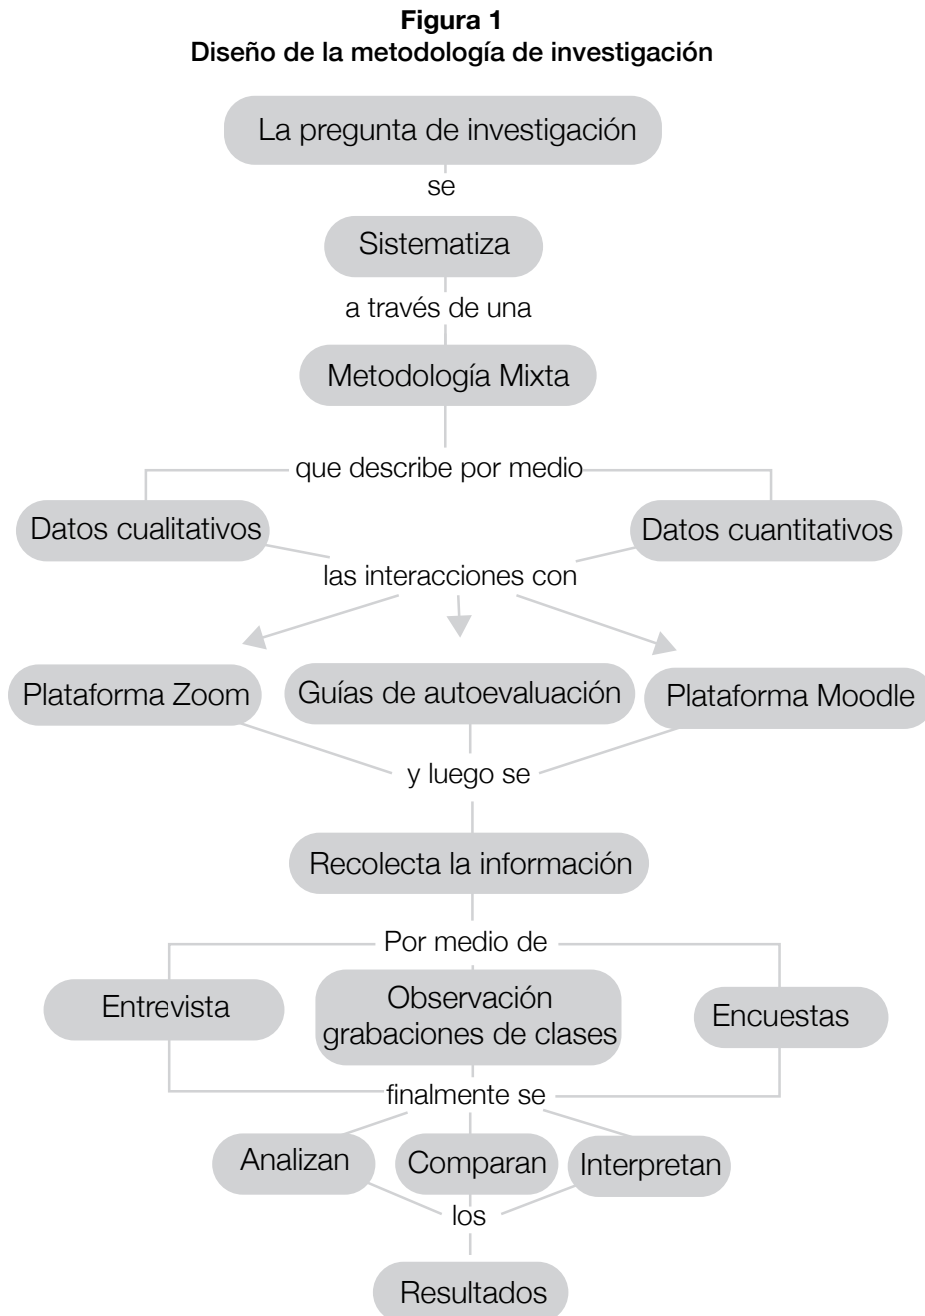 Figura 1
Diseño de la metodología de investigación
La pregunta de investigación
se
Sistematiza
a través de una
Metodología Mixta
que describe por medio
Datos cualitativos
Datos cuantitativos
las interacciones con
Plataforma Zoom
Guías de autoevaluación
Plataforma Moodle
y luego se
Recolecta la información
Por medio de
Entrevista
Observación
grabaciones de clases
Encuestas
finalmente se
Analizan
Comparan
Interpretan
los
Resultados